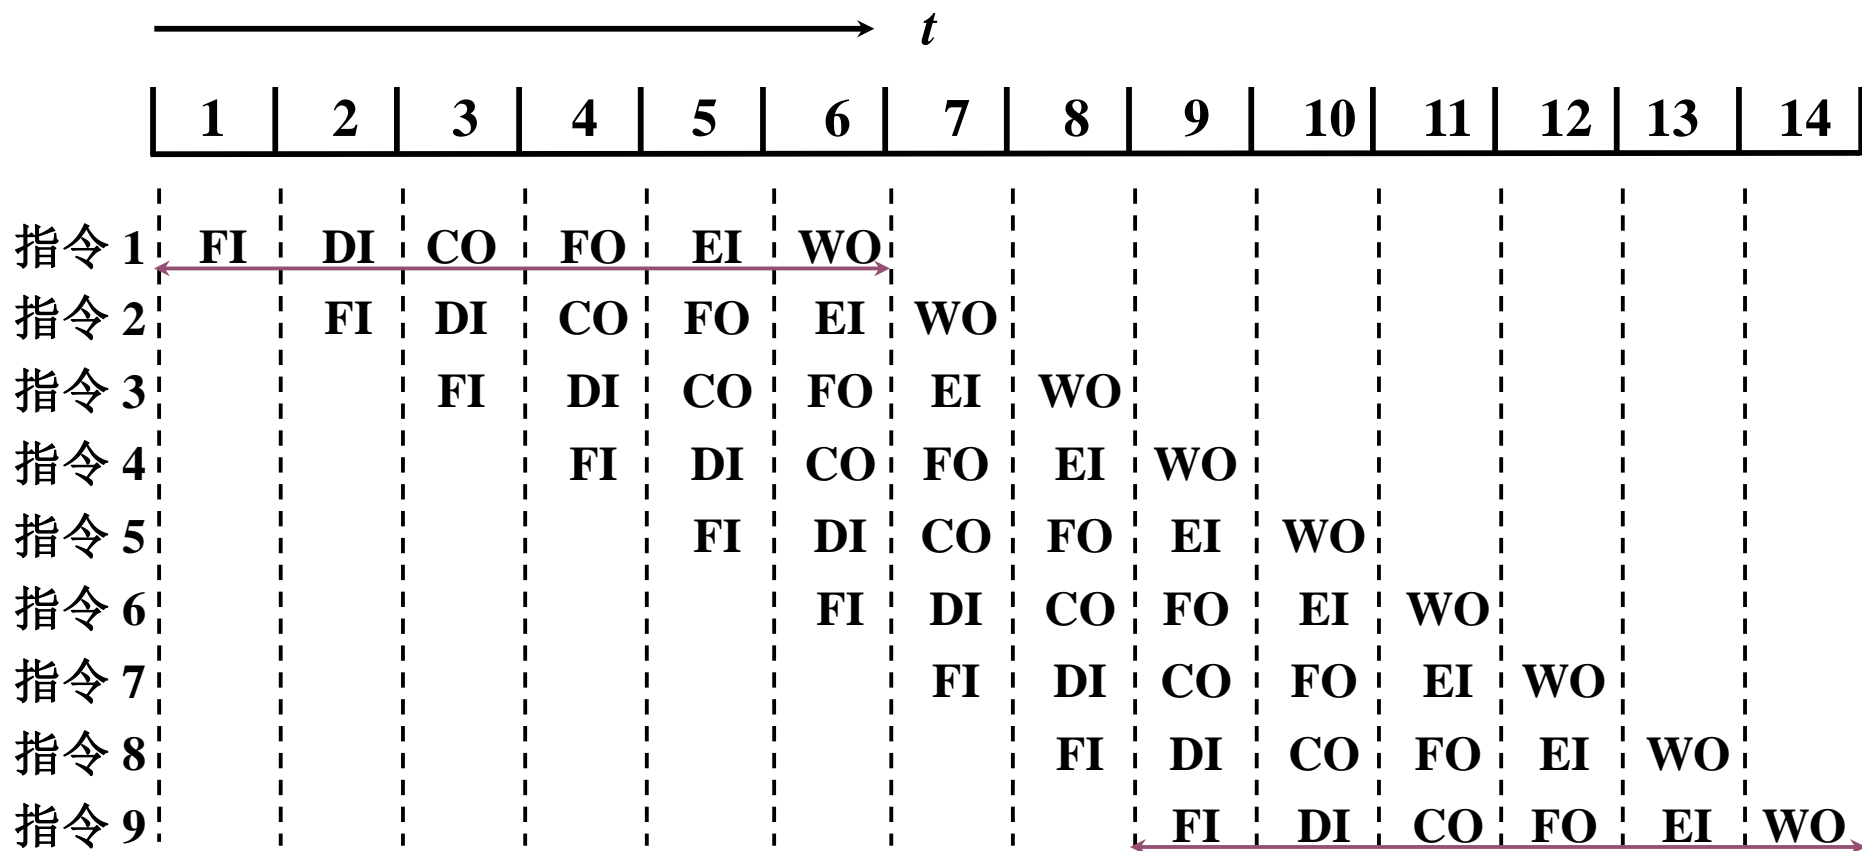 t
1 2 3 4 5 6 7 8 9 10 11 12 13 14
指令 1 FI DI CO FO EI WO
指令 2 FI DI CO FO EI WO
指令 3 FI DI CO FO EI WO
指令 4 FI DI CO FO EI WO
指令 5 FI DI CO FO EI WO
指令 6 FI DI CO FO EI WO
指令 7 FI DI CO FO EI WO
指令 8 FI DI CO FO EI WO
指令 9 FI DI CO FO EI WO